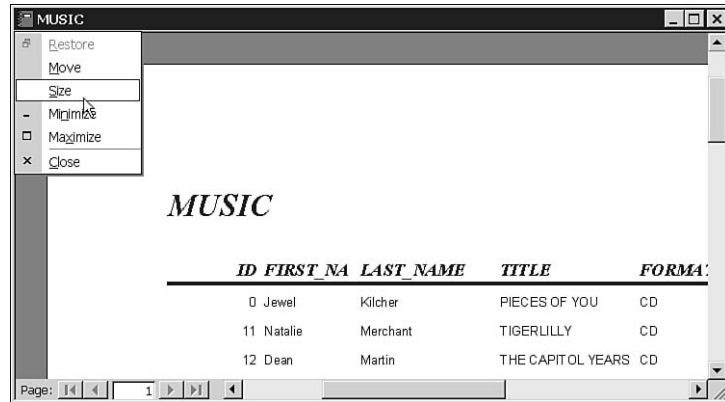 MUSIC
Restore
Move
Size
Minimize
Maximize
Close
MUSIC
ID FIRST_NA LAST_NAME TITLE FORMAT
0 Jewel Kilcher PIECES OF YOU CD
11 Natalie Merchant TIGERLILLY CD
12 Dean Martin THE CAPITOL YEARS CD
Page: 1